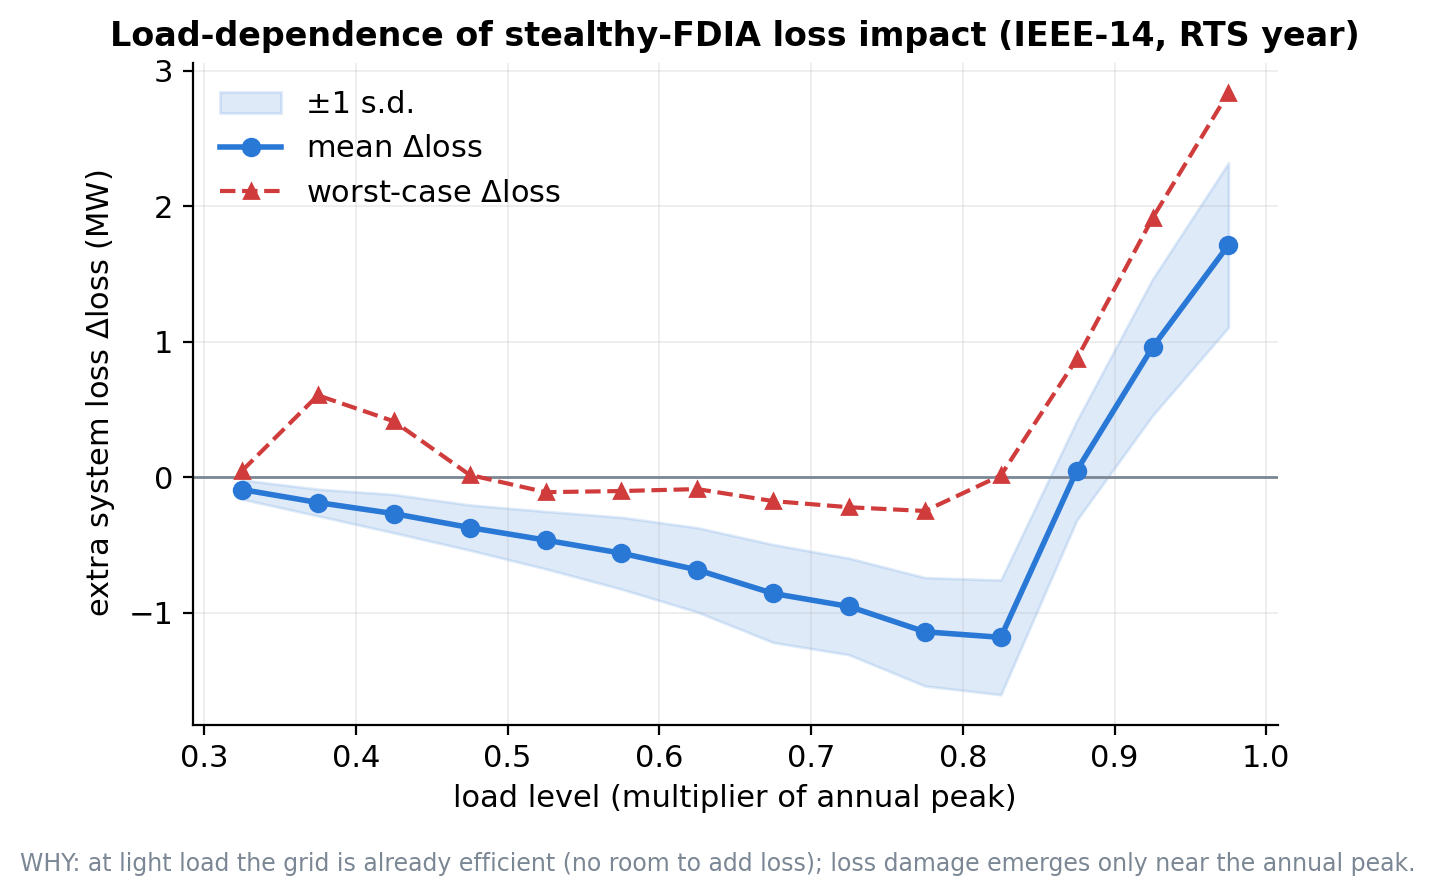 Load-dependence of stealthy-FDIA loss impact (IEEE-14, RTS year)
±1 s.d.
mean Δloss
worst-case Δloss
extra system loss Δloss (MW)
3
2
1
0
−1
0.3 0.4 0.5 0.6 0.7 0.8 0.9 1.0
load level (multiplier of annual peak)
WHY: at light load the grid is already efficient (no room to add loss); loss damage emerges only near the annual peak.